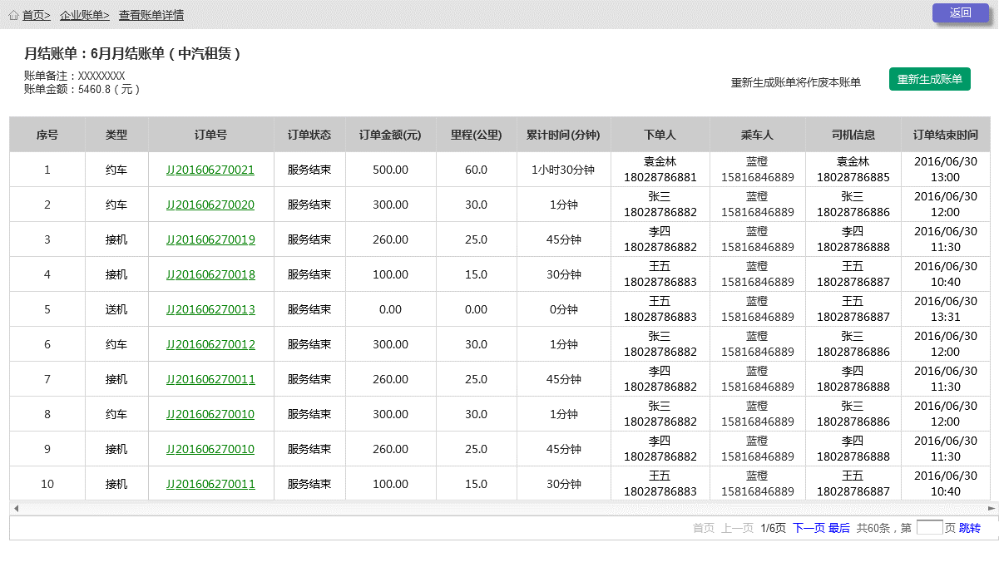 首页> 企业账单> 查看账单详情 返回
月结账单：6月月结账单（中汽租赁）
账单备注：XXXXXXXX
账单金额：5460.8（元）
重新生成账单将作废本账单 重新生成账单
序号 类型 订单号 订单状态 订单金额(元) 里程(公里) 累计时间(分钟) 下单人 乘车人 司机信息 订单结束时间
1 约车 JJ201606270021 服务结束 500.00 60.0 1小时30分钟 袁金林 18028786881 蓝橙 15816846889 袁金林 18028786885 2016/06/30 13:00
2 约车 JJ201606270020 服务结束 300.00 30.0 1分钟 张三 18028786882 蓝橙 15816846889 张三 18028786886 2016/06/30 12:00
3 接机 JJ201606270019 服务结束 260.00 25.0 45分钟 李四 18028786882 蓝橙 15816846889 李四 18028786888 2016/06/30 11:30
4 接机 JJ201606270018 服务结束 100.00 15.0 30分钟 王五 18028786883 蓝橙 15816846889 王五 18028786887 2016/06/30 10:40
5 送机 JJ201606270013 服务结束 0.00 0.00 0分钟 王五 18028786883 蓝橙 15816846889 王五 18028786887 2016/06/30 13:31
6 约车 JJ201606270012 服务结束 300.00 30.0 1分钟 张三 18028786882 蓝橙 15816846889 张三 18028786886 2016/06/30 12:00
7 接机 JJ201606270011 服务结束 260.00 25.0 45分钟 李四 18028786882 蓝橙 15816846889 李四 18028786888 2016/06/30 11:30
8 约车 JJ201606270010 服务结束 300.00 30.0 1分钟 张三 18028786882 蓝橙 15816846889 张三 18028786886 2016/06/30 12:00
9 接机 JJ201606270010 服务结束 260.00 25.0 45分钟 李四 18028786882 蓝橙 15816846889 李四 18028786888 2016/06/30 11:30
10 接机 JJ201606270011 服务结束 100.00 15.0 30分钟 王五 18028786883 蓝橙 15816846889 王五 18028786887 2016/06/30 10:40
首页 上一页 1/6页 下一页 最后 共60条，第 页 跳转